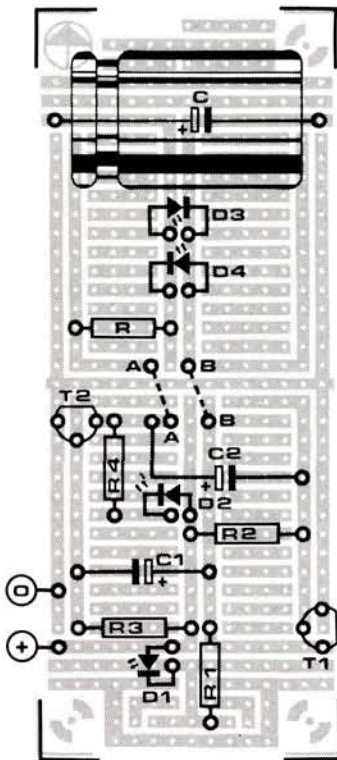 C
+
D3
D4
R
A B
T2
A B
R4
C2
+
D2
R2
C1
+
0
R3
+
D1
R1
T1